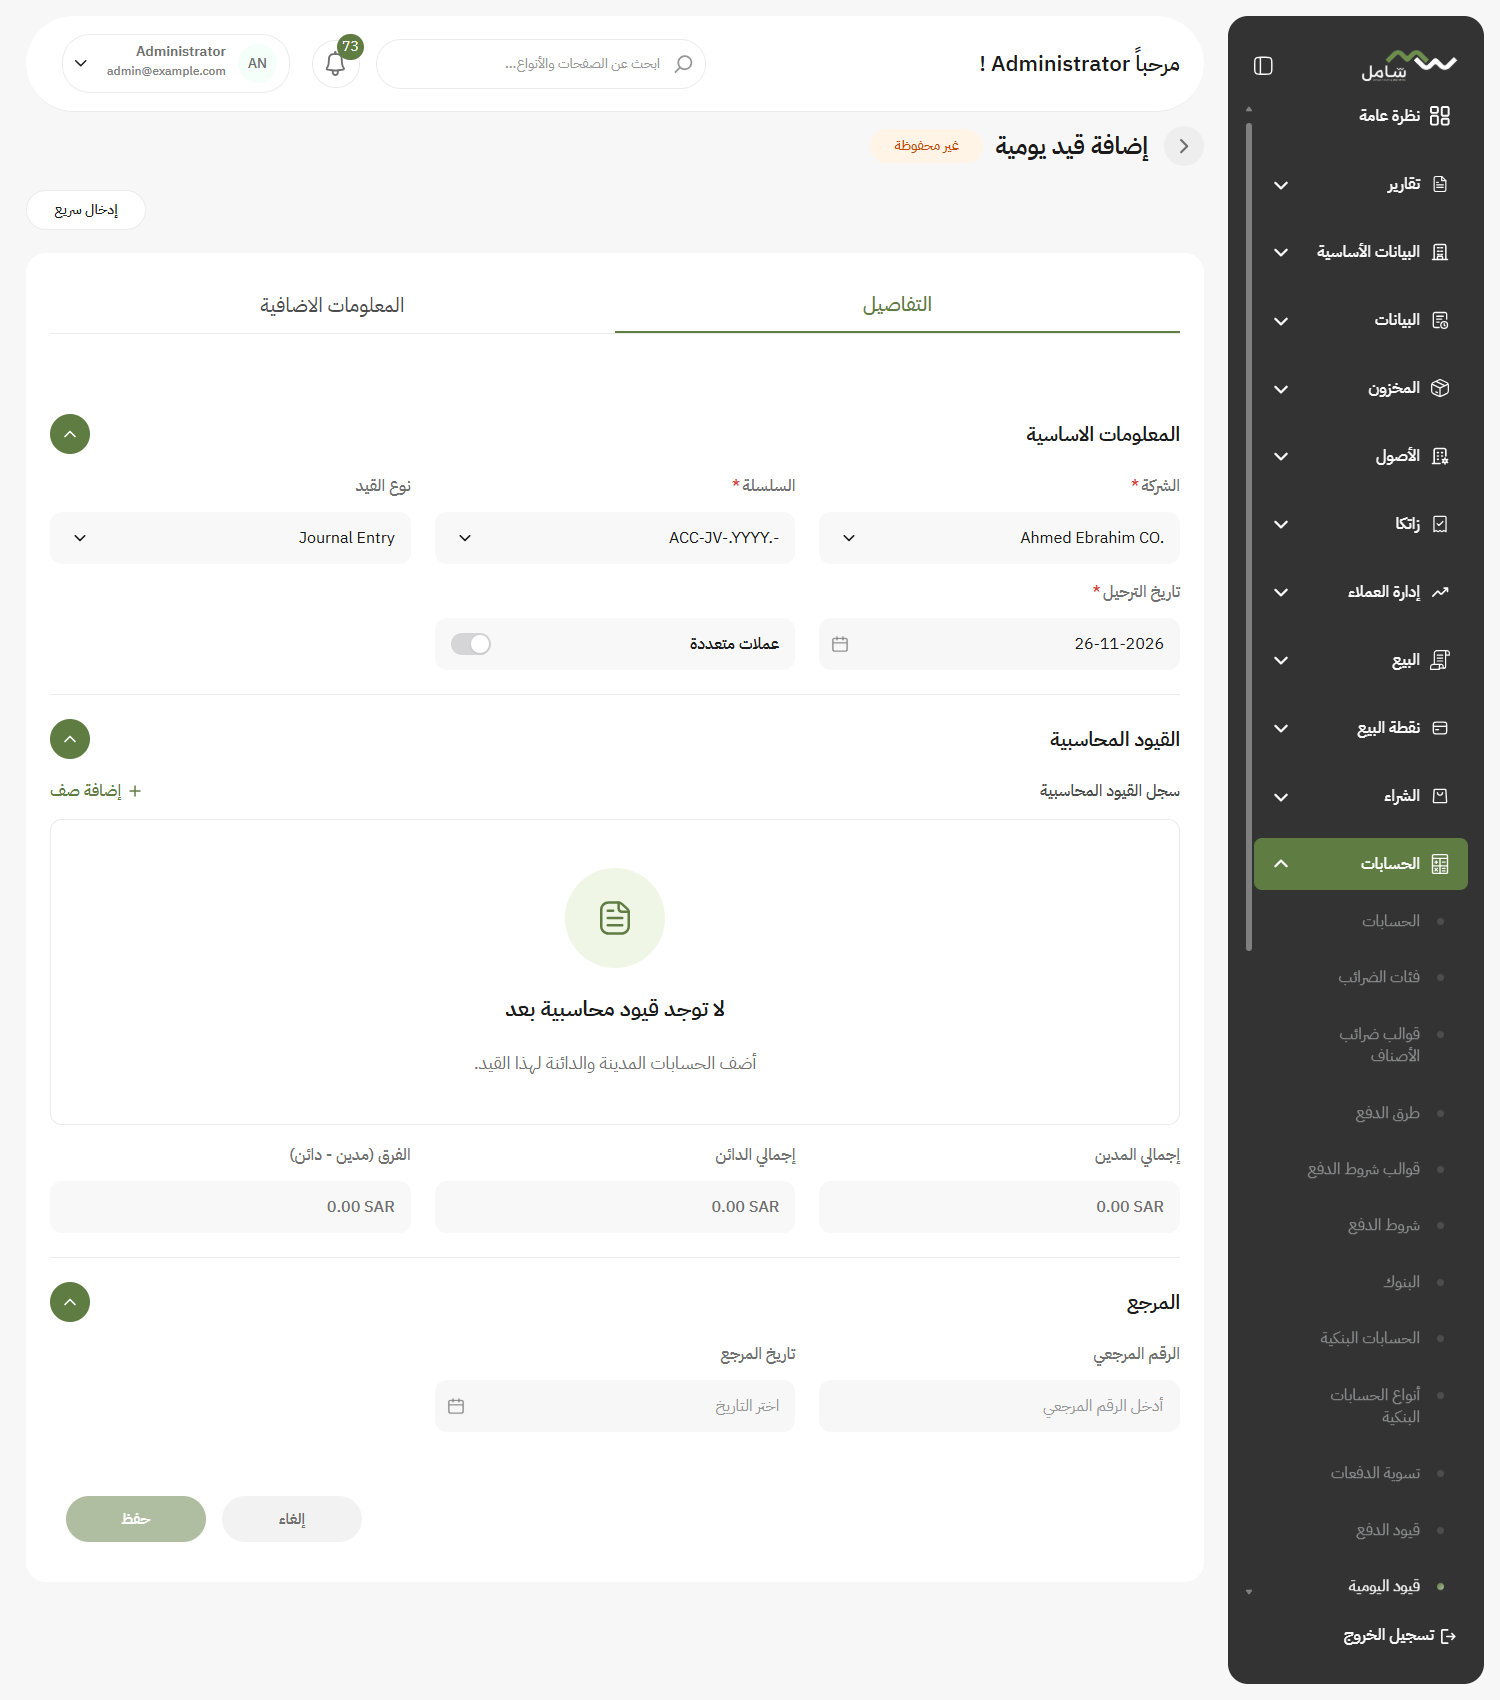 شامل
نظرة عامة
تقارير
البيانات الأساسية
البيانات
المخزون
الأصول
زاتكا
إدارة العملاء
البيع
نقطة البيع
الشراء
الحسابات
الحسابات
فئات الضرائب
قوالب ضرائب
الأصناف
طرق الدفع
قوالب شروط الدفع
شروط الدفع
البنوك
الحسابات البنكية
أنواع الحسابات
البنكية
تسوية الدفعات
قيود الدفع
قيود اليومية
تسجيل الخروج
مرحباً Administrator !
ابحث عن الصفحات والأنواع...
73
AN
Administrator
admin@example.com
إضافة قيد يومية
غير محفوظة
إدخال سريع
التفاصيل
المعلومات الاضافية
المعلومات الاساسية
الشركة *
السلسلة *
نوع القيد
Ahmed Ebrahim CO.
ACC-JV-.YYYY.-
Journal Entry
تاريخ الترحيل *
26-11-2026
عملات متعددة
القيود المحاسبية
سجل القيود المحاسبية
+ إضافة صف
لا توجد قيود محاسبية بعد
أضف الحسابات المدينة والدائنة لهذا القيد.
إجمالي المدين
إجمالي الدائن
الفرق (مدين - دائن)
0.00 SAR
0.00 SAR
0.00 SAR
المرجع
الرقم المرجعي
تاريخ المرجع
أدخل الرقم المرجعي
اختر التاريخ
إلغاء
حفظ